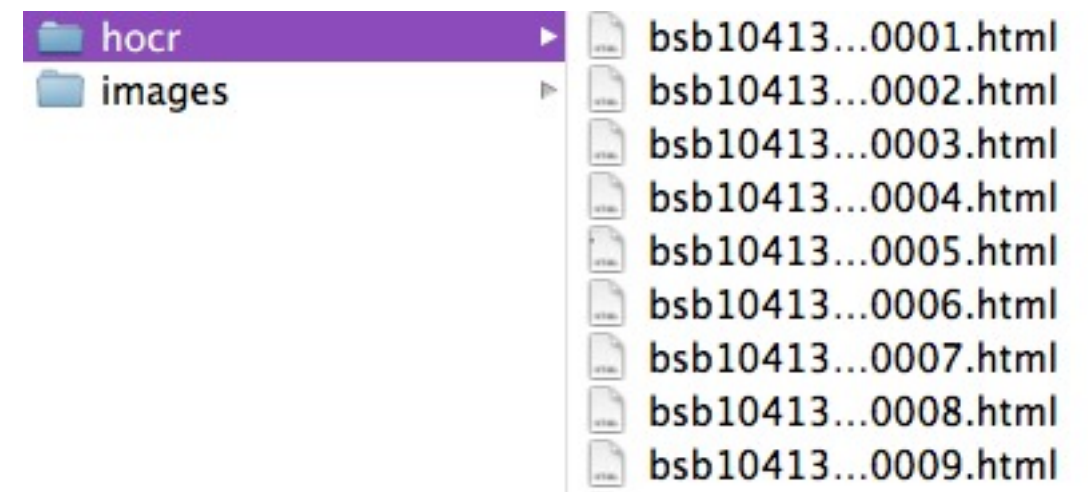 hocr
images
bsb10413...0001.html
bsb10413...0002.html
bsb10413...0003.html
bsb10413...0004.html
bsb10413...0005.html
bsb10413...0006.html
bsb10413...0007.html
bsb10413...0008.html
bsb10413...0009.html